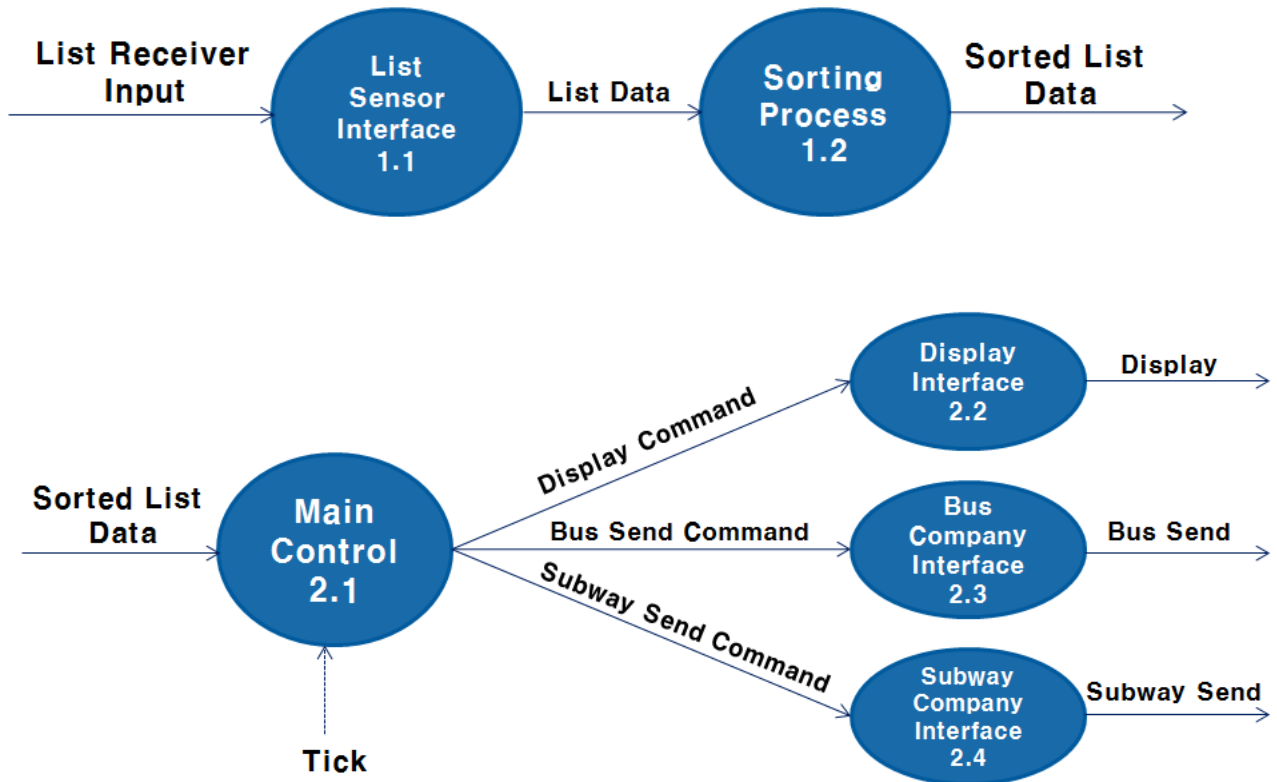 List Receiver
Input
List
Sensor
Interface
1.1
List Data
Sorting
Process
1.2
Sorted List
Data
Sorted List
Data
Main
Control
2.1
Tick
Display Command
Bus Send Command
Subway Send Command
Display
Interface
2.2
Display
Bus
Company
Interface
2.3
Bus Send
Subway
Company
Interface
2.4
Subway Send